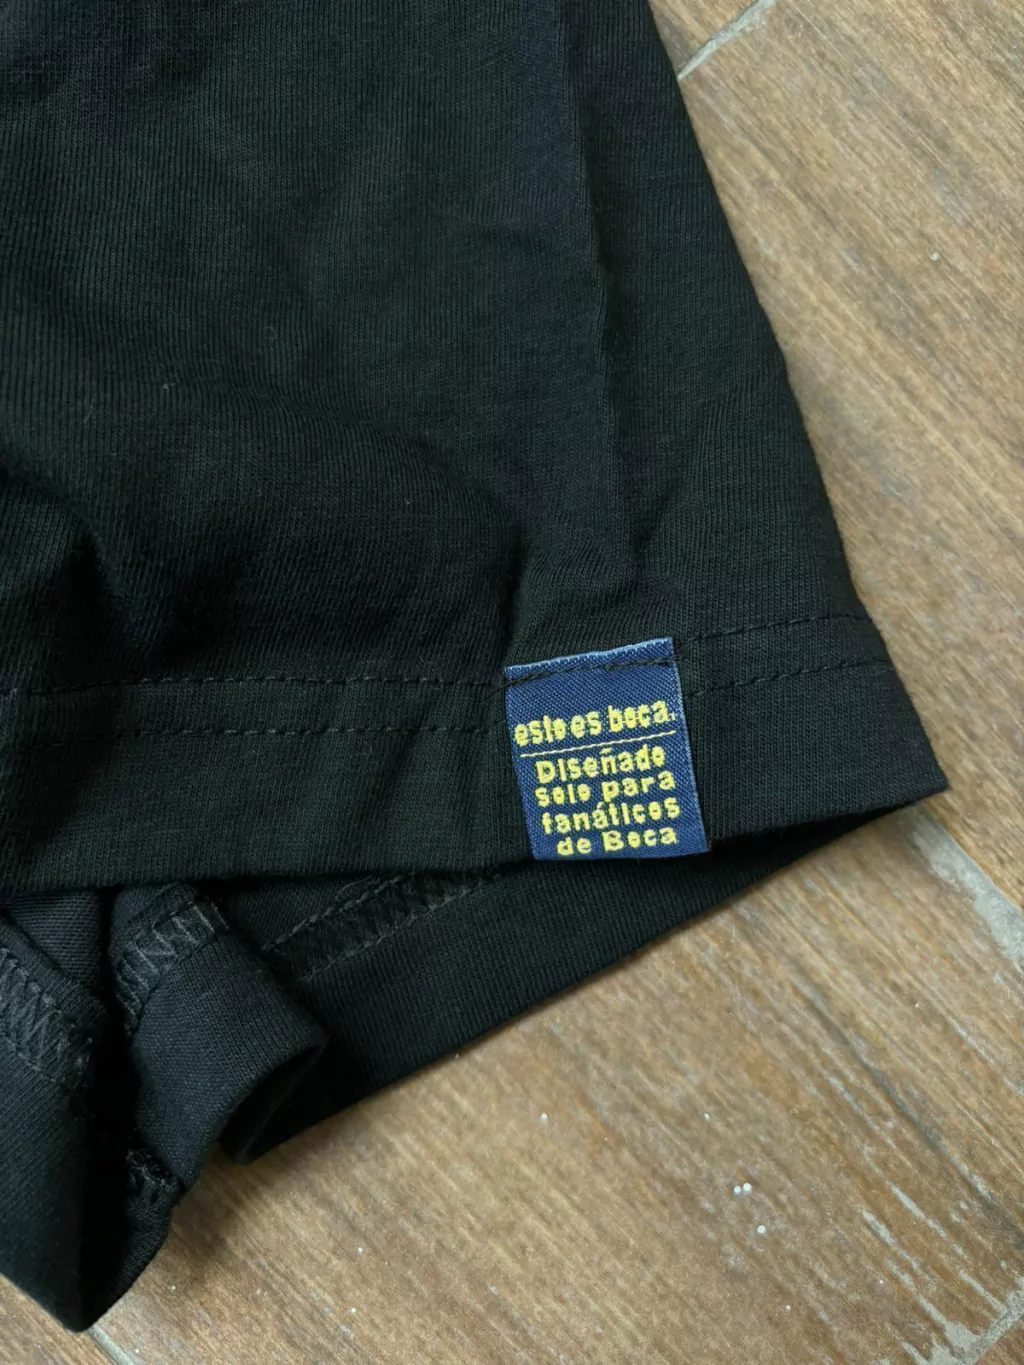 esto es boca.
Diseñado
solo para
fanáticos
de Boca